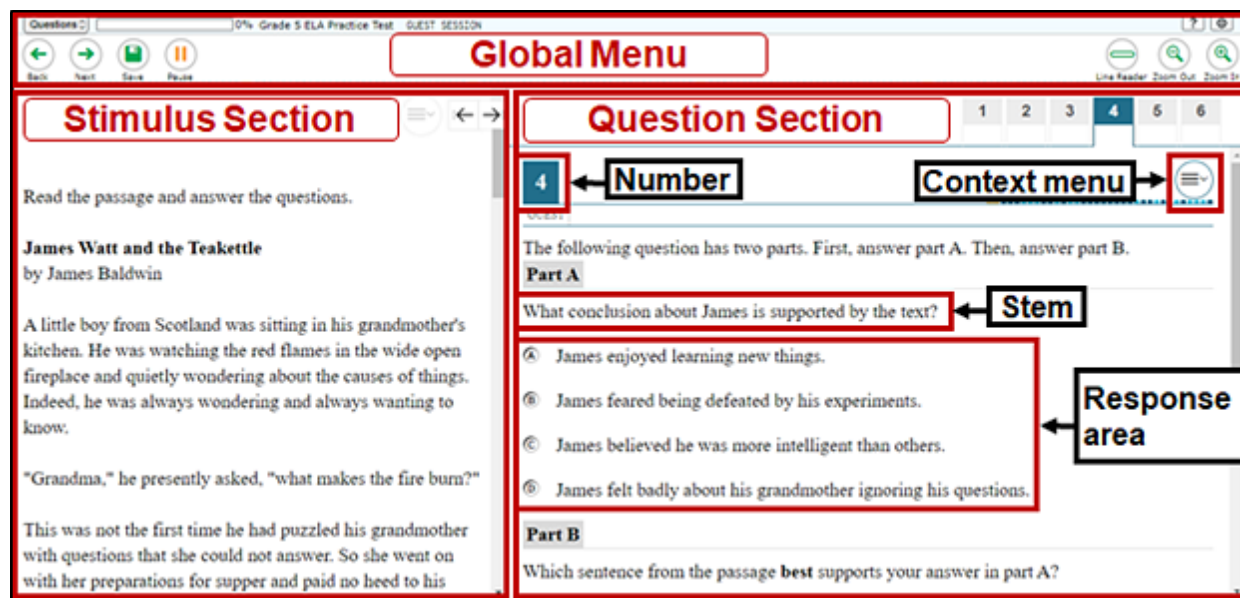 Questions 0% Grade 5 ELA Practice Test GUEST SESSION ?
Global Menu
Back Next Save Pause Line Reader Zoom Out Zoom In
Stimulus Section
Read the passage and answer the questions.
James Watt and the Teakettle
by James Baldwin
A little boy from Scotland was sitting in his grandmother's
kitchen. He was watching the red flames in the wide open
fireplace and quietly wondering about the causes of things.
Indeed, he was always wondering and always wanting to
know.
"Grandma," he presently asked, "what makes the fire burn?"
This was not the first time he had puzzled his grandmother
with questions that she could not answer. So she went on
with her preparations for supper and paid no heed to his
Question Section
1 2 3 4 5 6
4 Number Context menu
GUEST
The following question has two parts. First, answer part A. Then, answer part B.
Part A
What conclusion about James is supported by the text? Stem
A James enjoyed learning new things.
B James feared being defeated by his experiments.
C James believed he was more intelligent than others.
D James felt badly about his grandmother ignoring his questions.
Response
area
Part B
Which sentence from the passage best supports your answer in part A?